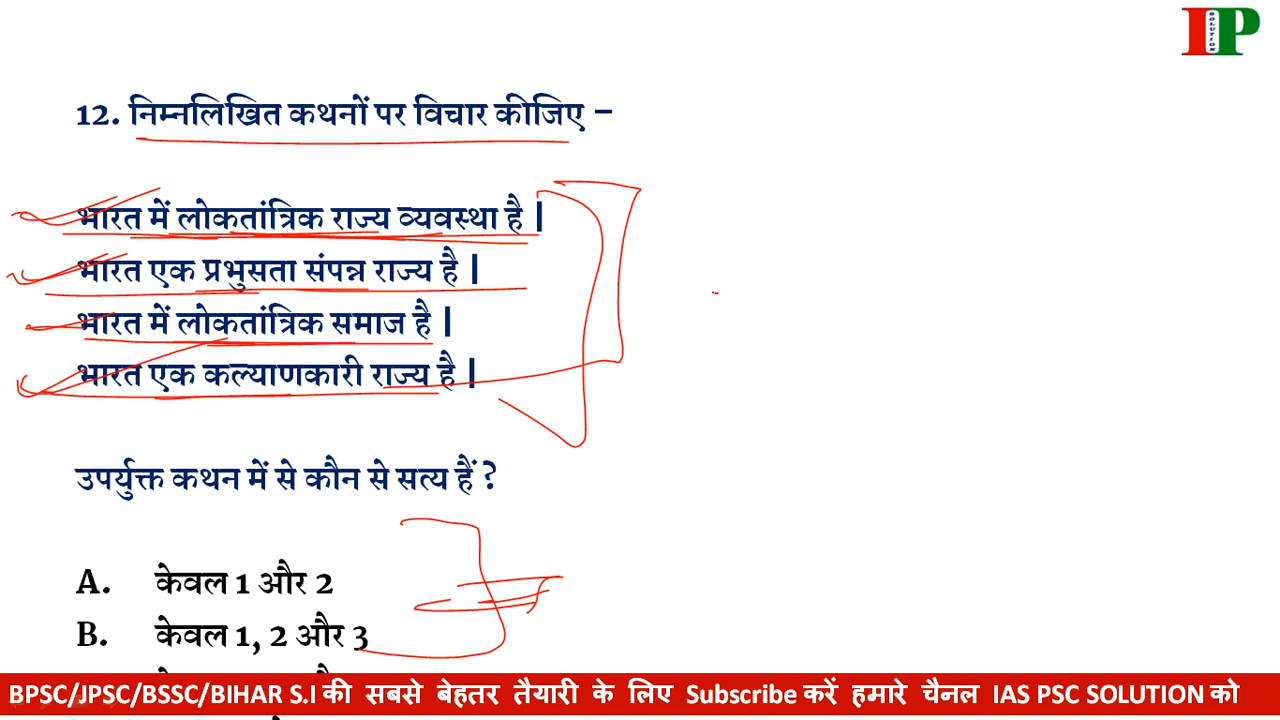 IP
SOLUTION
12. निम्नलिखित कथनों पर विचार कीजिए –
भारत में लोकतांत्रिक राज्य व्यवस्था है |
भारत एक प्रभुसता संपन्न राज्य है |
भारत में लोकतांत्रिक समाज है |
भारत एक कल्याणकारी राज्य है |
उपर्युक्त कथन में से कौन से सत्य हैं ?
A. केवल 1 और 2
B. केवल 1, 2 और 3
BPSC/JPSC/BSSC/BIHAR S.I की सबसे बेहतर तैयारी के लिए Subscribe करें हमारे चैनल IAS PSC SOLUTION को